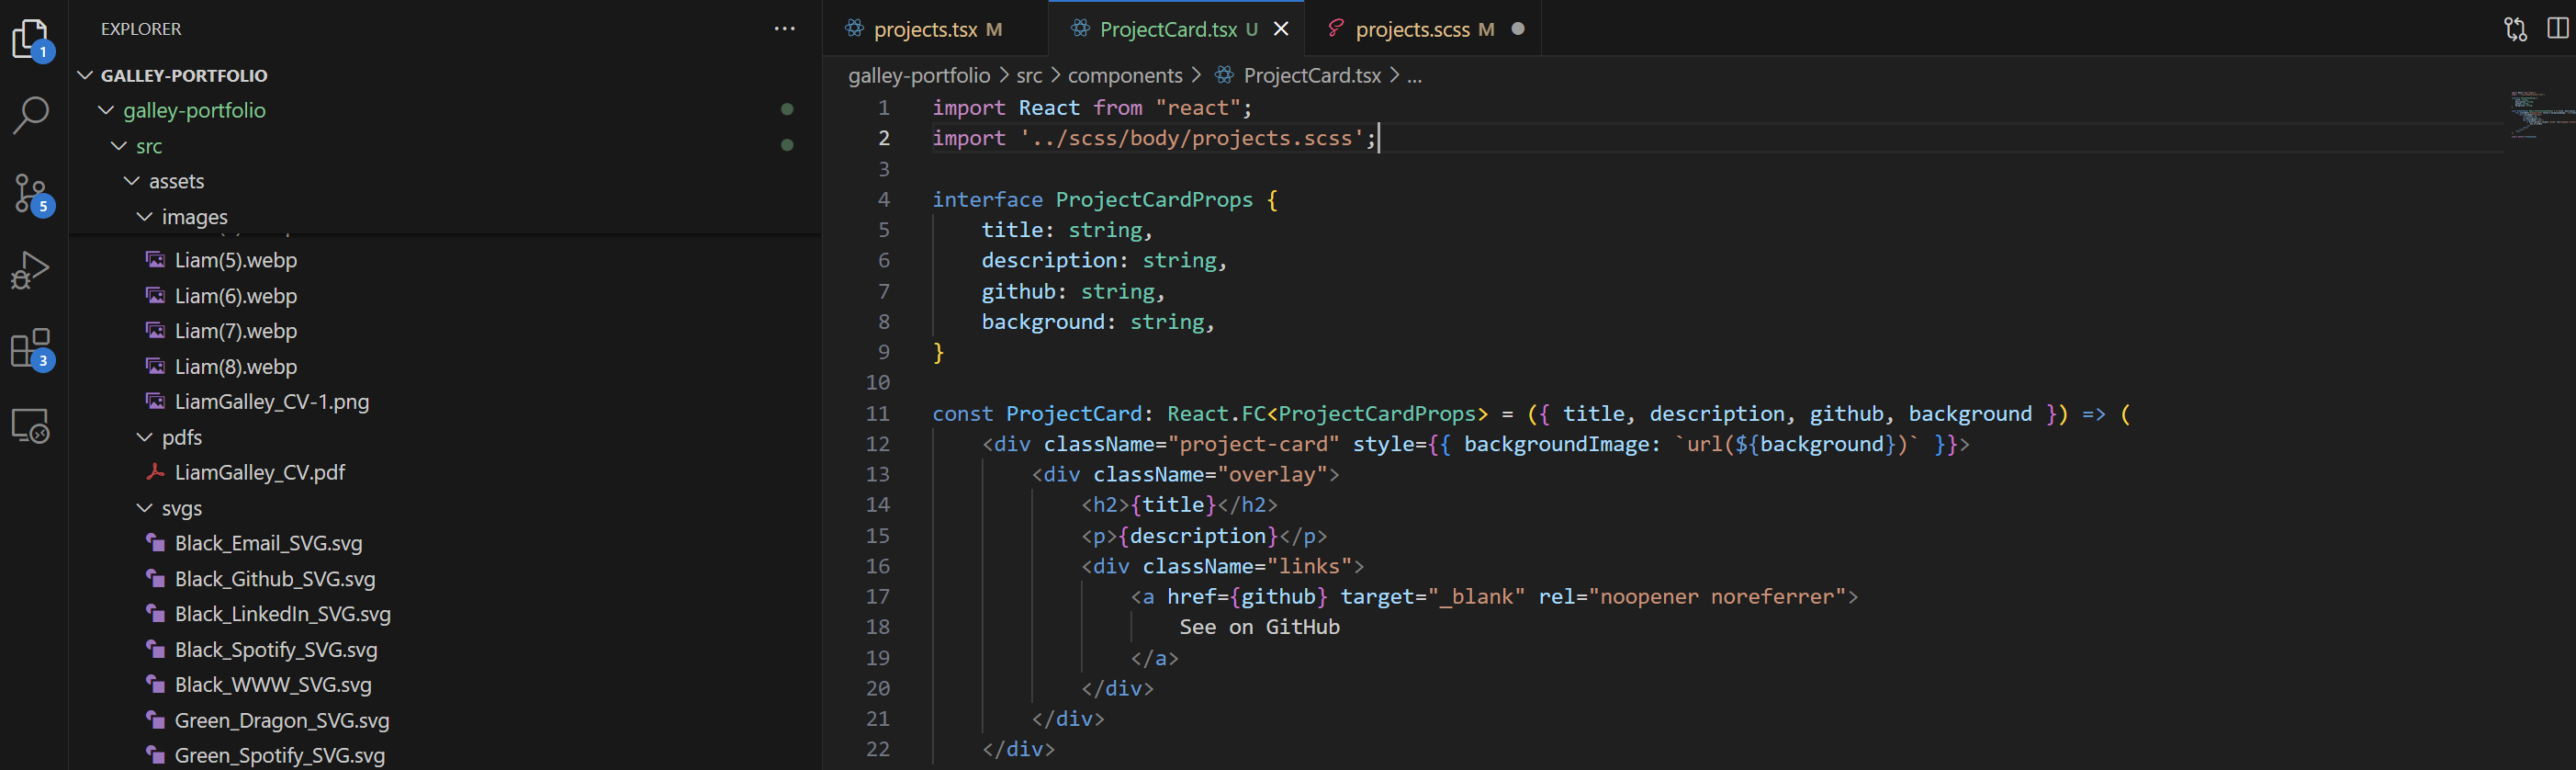 EXPLORER
GALLEY-PORTFOLIO
galley-portfolio
src
assets
images
Liam(5).webp
Liam(6).webp
Liam(7).webp
Liam(8).webp
LiamGalley_CV-1.png
pdfs
LiamGalley_CV.pdf
svgs
Black_Email_SVG.svg
Black_Github_SVG.svg
Black_LinkedIn_SVG.svg
Black_Spotify_SVG.svg
Black_WWW_SVG.svg
Green_Dragon_SVG.svg
Green_Spotify_SVG.svg
1
5
3
projects.tsx M
ProjectCard.tsx U
projects.scss M
galley-portfolio > src > components > ProjectCard.tsx > ...
1 import React from "react";
2 import '../scss/body/projects.scss';
3
4 interface ProjectCardProps {
5     title: string,
6     description: string,
7     github: string,
8     background: string,
9 }
10
11 const ProjectCard: React.FC<ProjectCardProps> = ({ title, description, github, background }) => (
12     <div className="project-card" style={{ backgroundImage: `url(${background})` }}>
13         <div className="overlay">
14             <h2>{title}</h2>
15             <p>{description}</p>
16             <div className="links">
17                 <a href={github} target="_blank" rel="noopener noreferrer">
18                     See on GitHub
19                 </a>
20             </div>
21         </div>
22     </div>